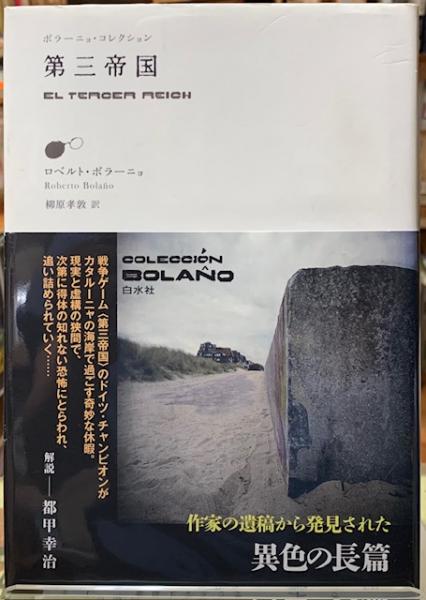 ボラーニョ・コレクション
第三帝国
EL TERCER REICH
ロベルト・ボラーニョ
Roberto Bolaño
柳原孝敦 訳
COLECCIÓN
BOLAÑO
白水社
戦争ゲーム〈第三帝国〉のドイツ・チャンピオンが
カタルーニャの海岸で過ごす奇妙な休暇。
現実と虚構の狭間で、
次第に得体の知れない恐怖にとらわれ、
追い詰められていく……
解説──都甲幸治
作家の遺稿から発見された
異色の長篇